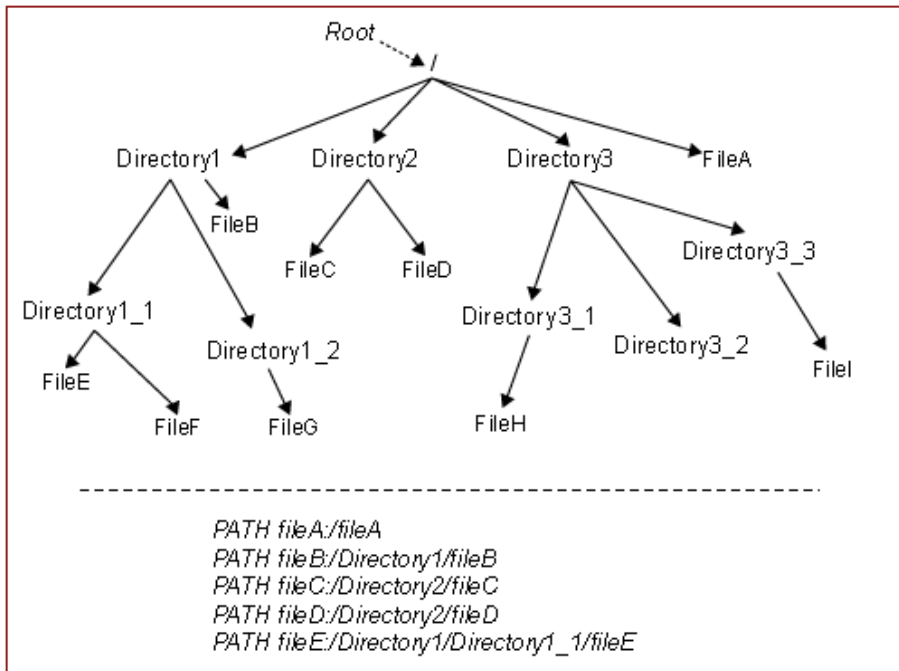 Root
/
Directory1 Directory2 Directory3 FileA
FileB
Directory3_3
FileC FileD
Directory1_1 Directory3_1
Directory1_2 Directory3_2
FileE FileI
FileF FileG FileH
PATH fileA:/fileA
PATH fileB:/Directory1/fileB
PATH fileC:/Directory2/fileC
PATH fileD:/Directory2/fileD
PATH fileE:/Directory1/Directory1_1/fileE